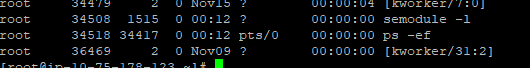 root 34479 2 0 Nov15 ? 00:00:04 [kworker/7:0]
root 34508 1515 0 00:12 ? 00:00:00 semodule -l
root 34518 34417 0 00:12 pts/0 00:00:00 ps -ef
root 36469 2 0 Nov09 ? 00:00:00 [kworker/31:2]
[root@ip-10-75-178-123 ~]#